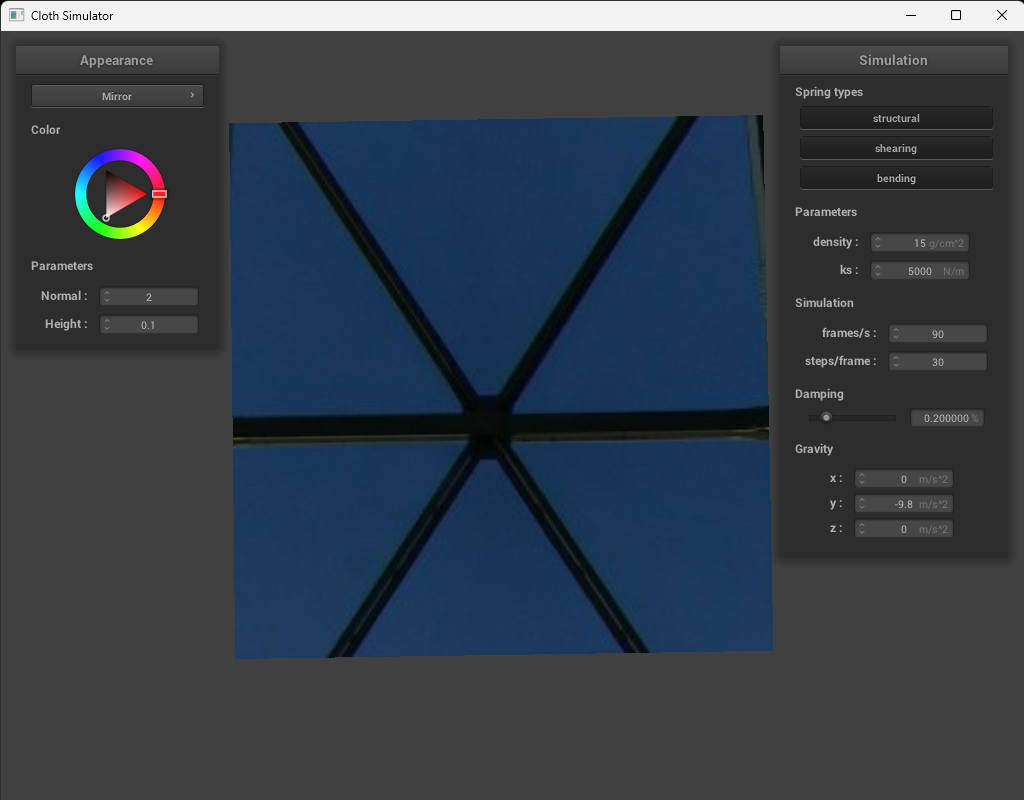 Cloth Simulator
Appearance
Mirror
Color
Parameters
Normal : 2
Height : 0.1
Simulation
Spring types
structural
shearing
bending
Parameters
density : 15 g/cm^2
ks : 5000 N/m
Simulation
frames/s : 90
steps/frame : 30
Damping
0.200000 %
Gravity
x : 0 m/s^2
y : -9.8 m/s^2
z : 0 m/s^2